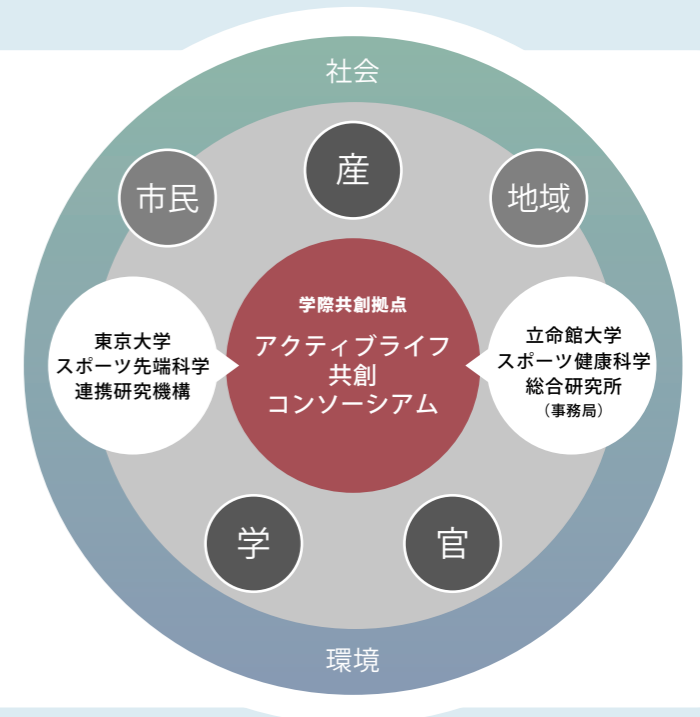 社会
産
市民
地域
学際共創拠点
アクティブライフ
共創
コンソーシアム
東京大学
スポーツ先端科学
連携研究機構
立命館大学
スポーツ健康科学
総合研究所
（事務局）
学
官
環境